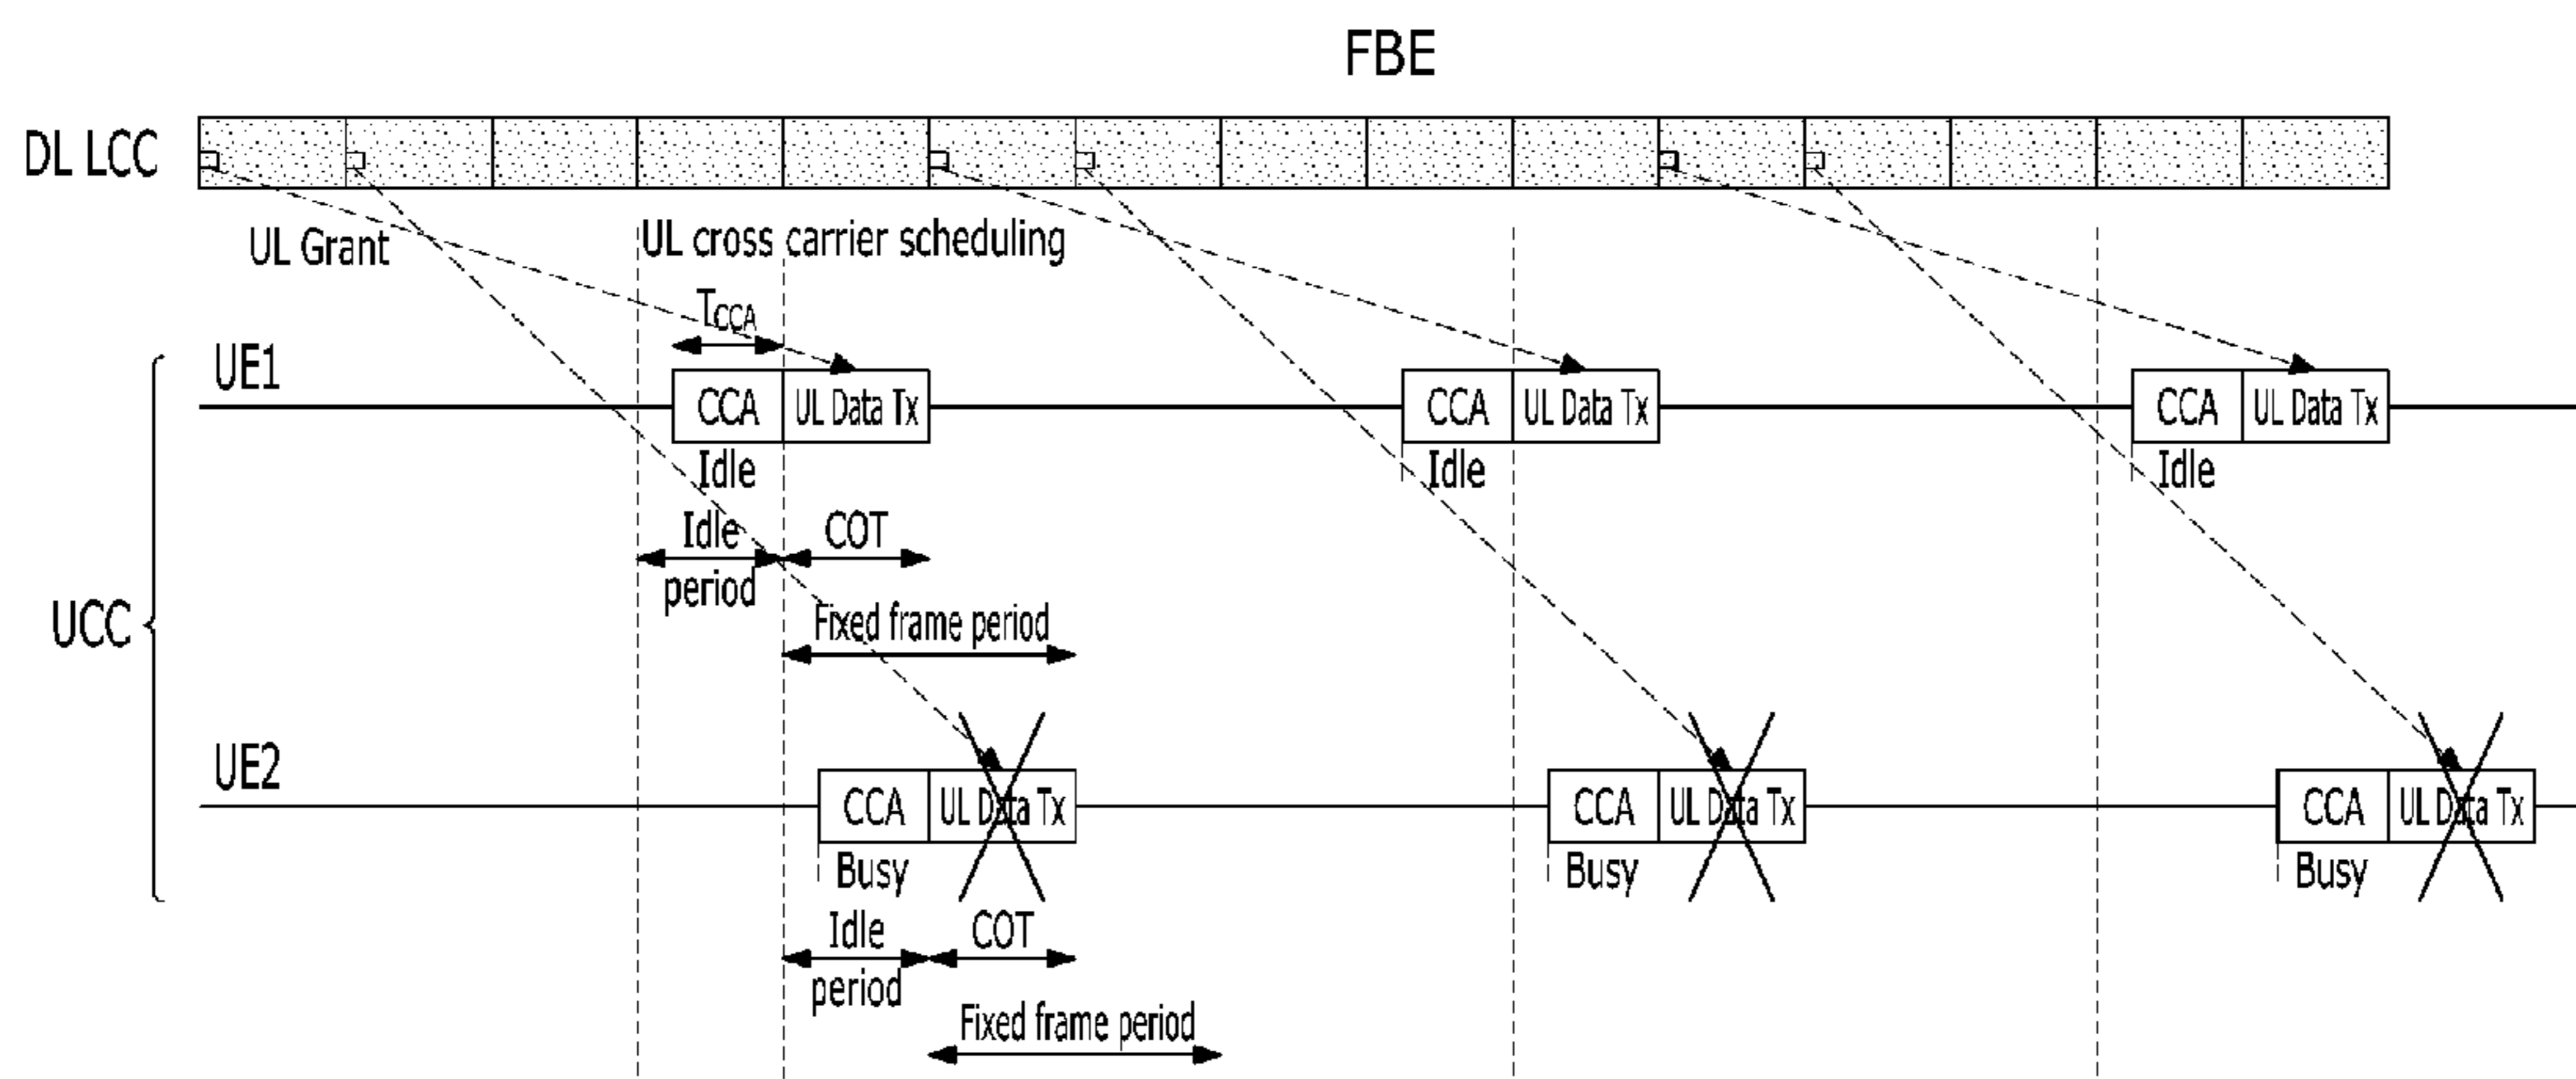 FBE
DL LCC
UL Grant
UL cross carrier scheduling
TCCA
UE1
CCA
UL Data Tx
CCA
UL Data Tx
CCA
UL Data Tx
Idle
Idle
Idle
Idle
period
COT
UCC
Fixed frame period
UE2
CCA
UL Data Tx
CCA
UL Data Tx
CCA
UL Data Tx
Busy
Busy
Busy
Idle
period
COT
Fixed frame period